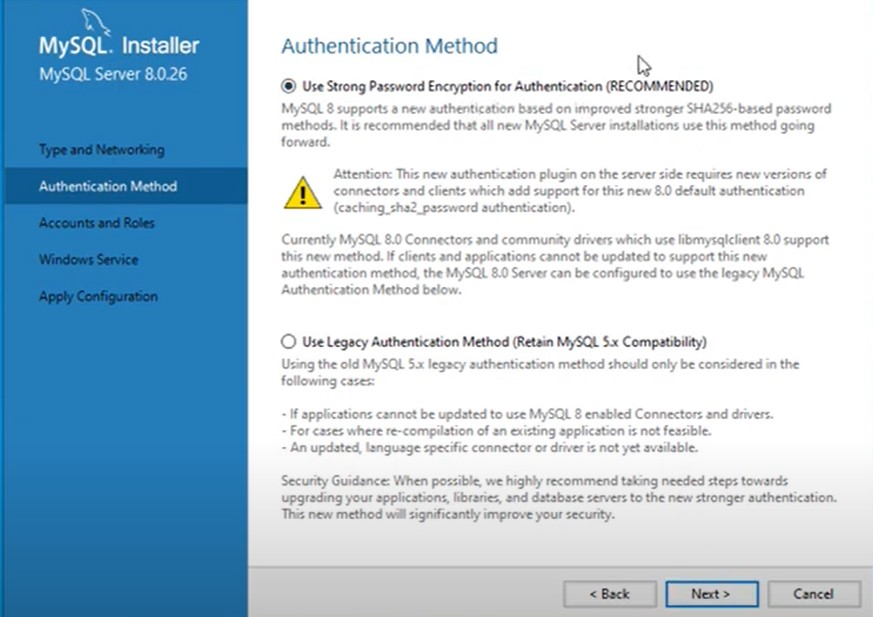 MySQL. Installer
MySQL Server 8.0.26
Type and Networking
Authentication Method
Accounts and Roles
Windows Service
Apply Configuration
Authentication Method
Use Strong Password Encryption for Authentication (RECOMMENDED)
MySQL 8 supports a new authentication based on improved stronger SHA256-based password
methods. It is recommended that all new MySQL Server installations use this method going
forward.
Attention: This new authentication plugin on the server side requires new versions of
connectors and clients which add support for this new 8.0 default authentication
(caching_sha2_password authentication).
Currently MySQL 8.0 Connectors and community drivers which use libmysqlclient 8.0 support
this new method. If clients and applications cannot be updated to support this new
authentication method, the MySQL 8.0 Server can be configured to use the legacy MySQL
Authentication Method below.
Use Legacy Authentication Method (Retain MySQL 5.x Compatibility)
Using the old MySQL 5.x legacy authentication method should only be considered in the
following cases:
- If applications cannot be updated to use MySQL 8 enabled Connectors and drivers.
- For cases where re-compilation of an existing application is not feasible.
- An updated, language specific connector or driver is not yet available.
Security Guidance: When possible, we highly recommend taking needed steps towards
upgrading your applications, libraries, and database servers to the new stronger authentication.
This new method will significantly improve your security.
< Back
Next >
Cancel